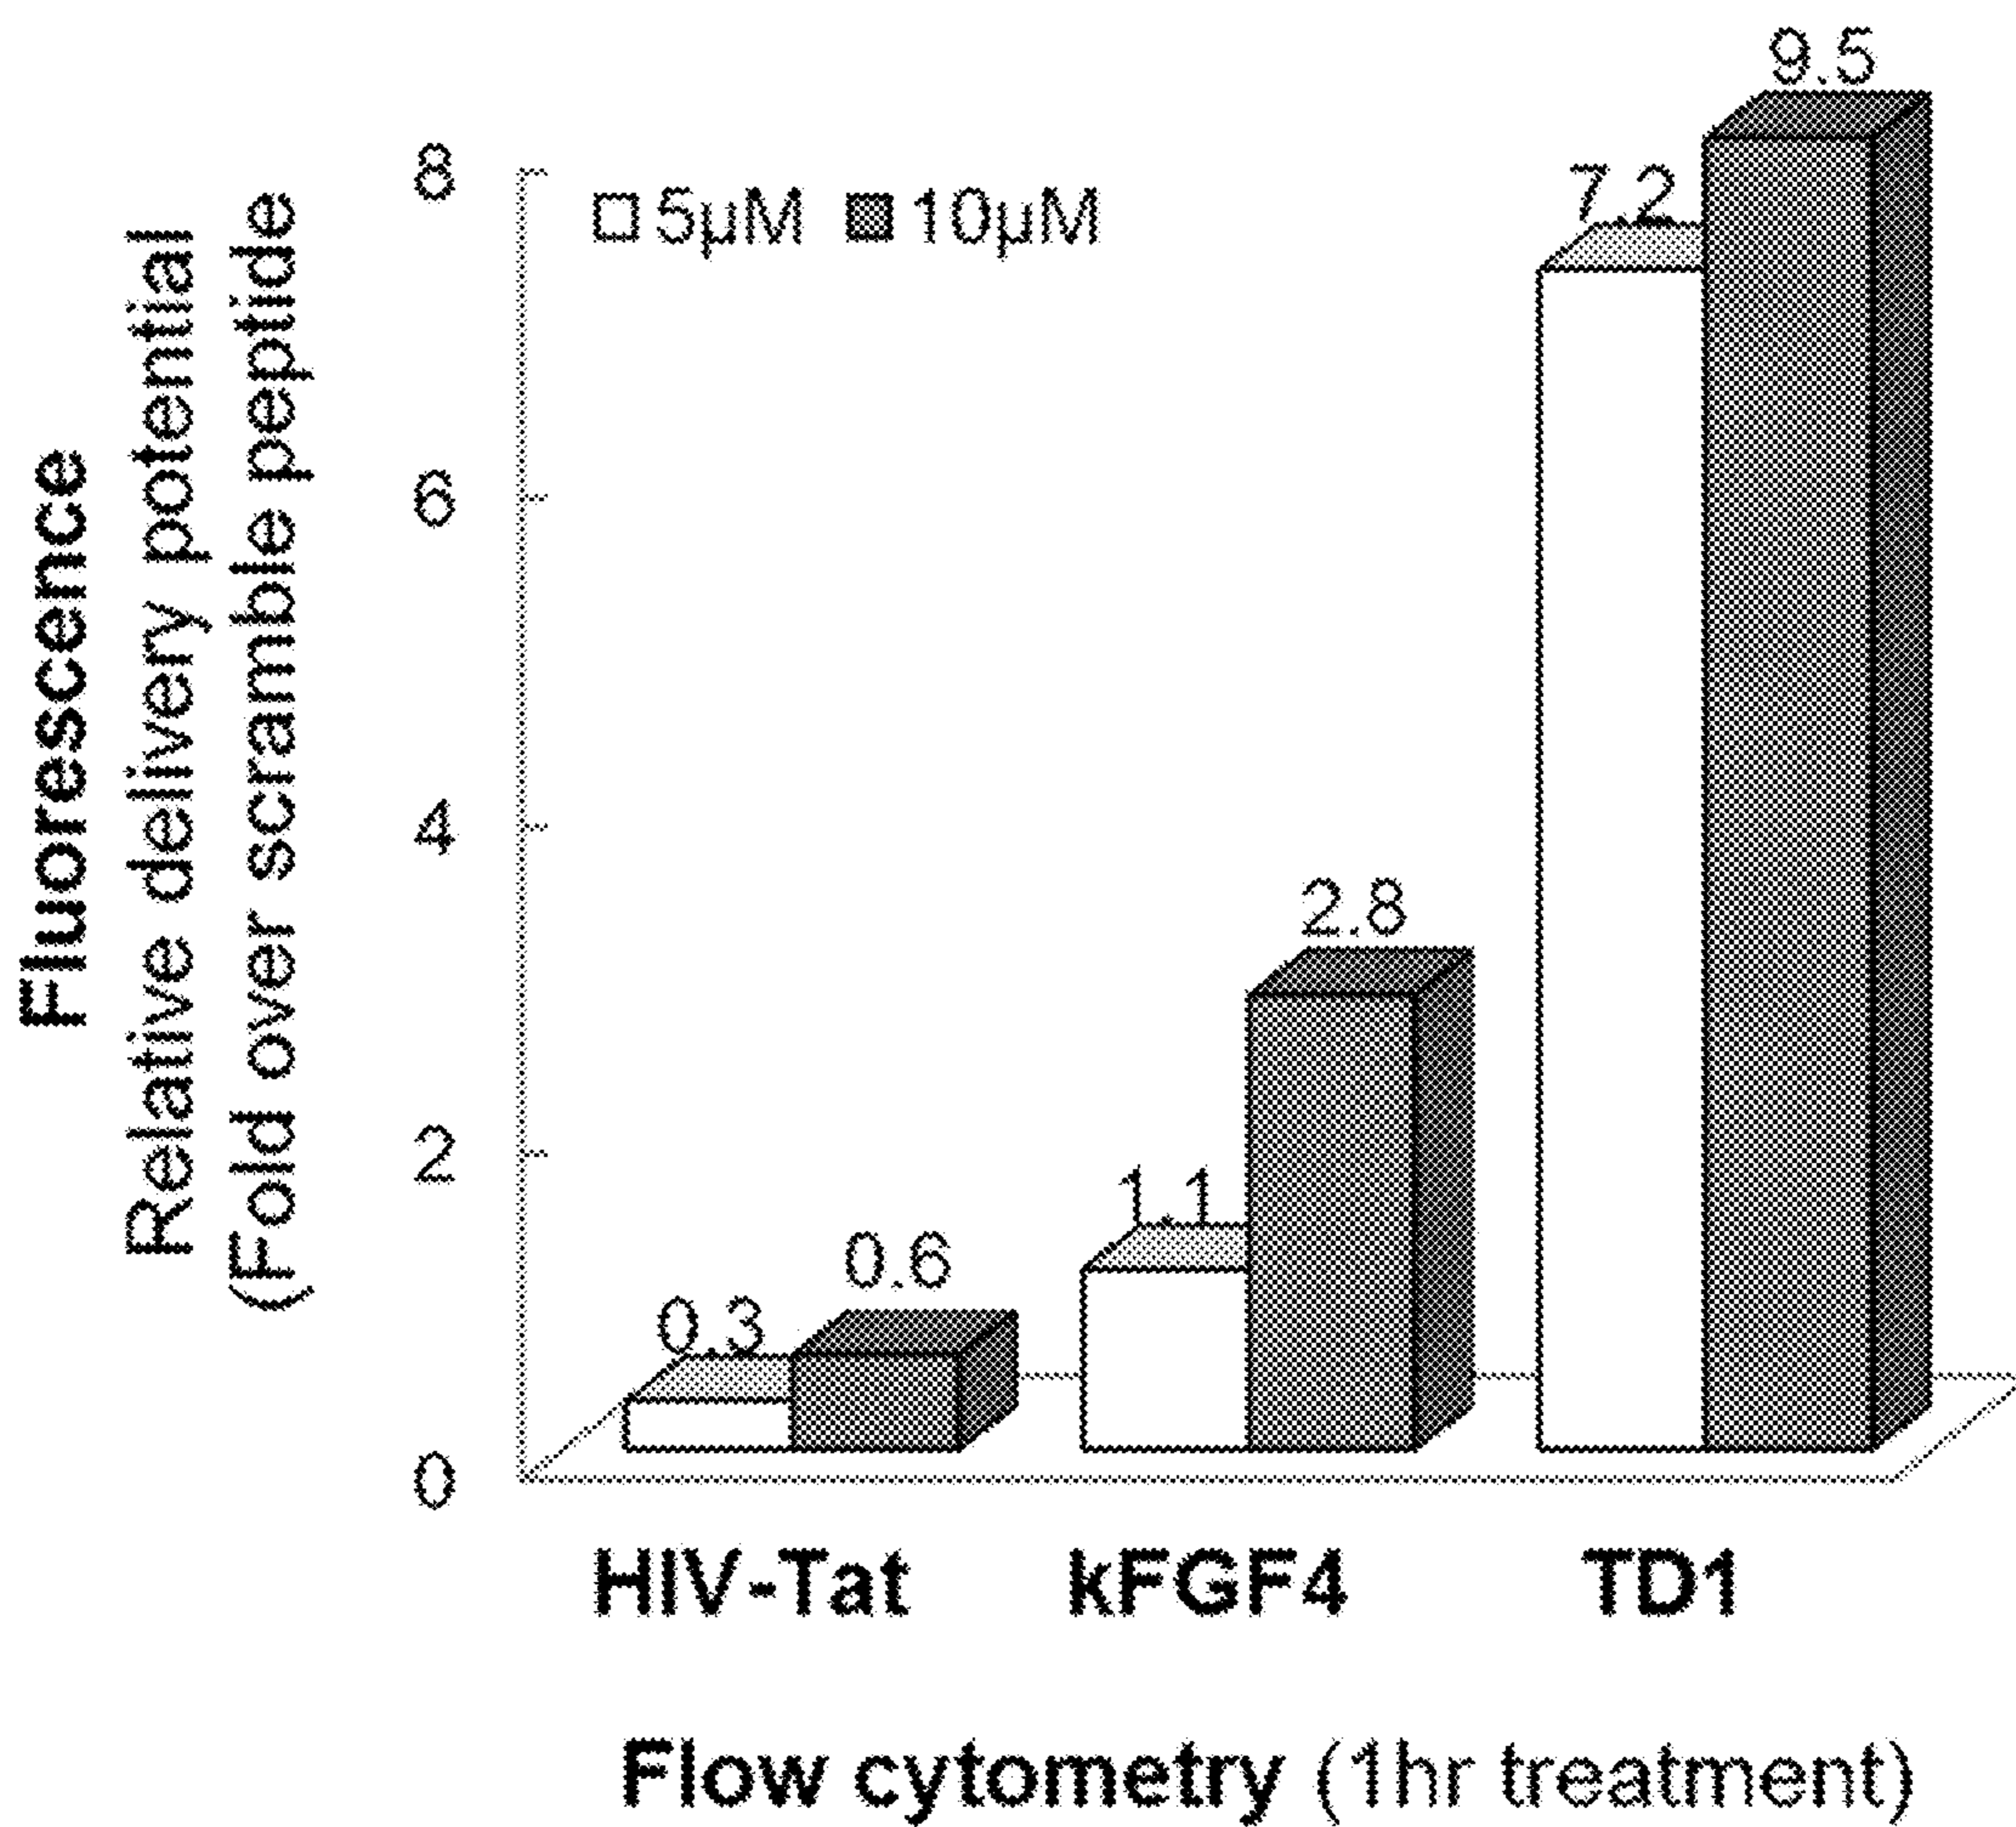 Fluorescence
Relative delivery potential
(Fold over scramble peptide
8
6
4
2
0
5μM 10μM
0.3
0.6
1.1
2.8
7.2
9.5
HIV-Tat kFGF4 TD1
Flow cytometry (1hr treatment)